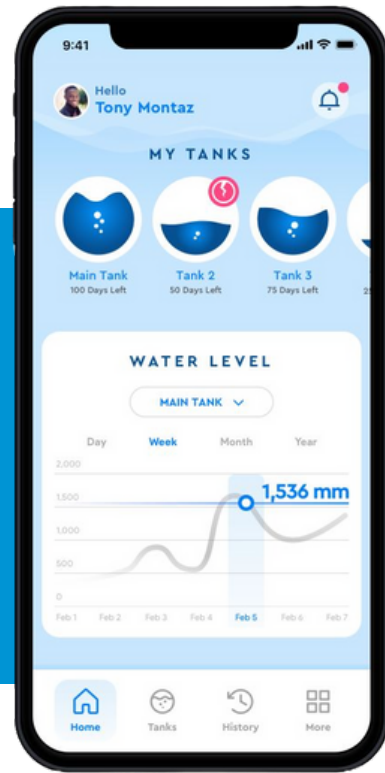 9:41
Hello
Tony Montaz
MY TANKS
Main Tank
100 Days Left
Tank 2
50 Days Left
Tank 3
75 Days Left
WATER LEVEL
MAIN TANK
Day Week Month Year
2,000
1,500
1,536 mm
1.000
500
0
Feb 1 Feb 2 Feb 3 Feb 4 Feb 5 Feb 6 Feb 7
Home Tanks History More